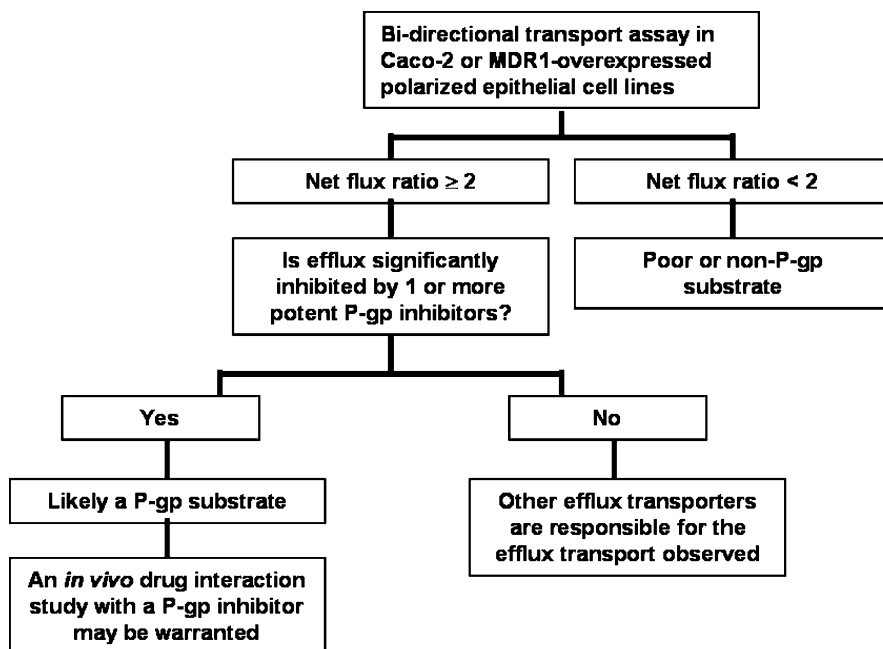 Bi-directional transport assay in
Caco-2 or MDR1-overexpressed
polarized epithelial cell lines
Net flux ratio ≥ 2
Net flux ratio < 2
Is efflux significantly
inhibited by 1 or more
potent P-gp inhibitors?
Poor or non-P-gp
substrate
Yes
No
Likely a P-gp substrate
Other efflux transporters
are responsible for the
efflux transport observed
An in vivo drug interaction
study with a P-gp inhibitor
may be warranted